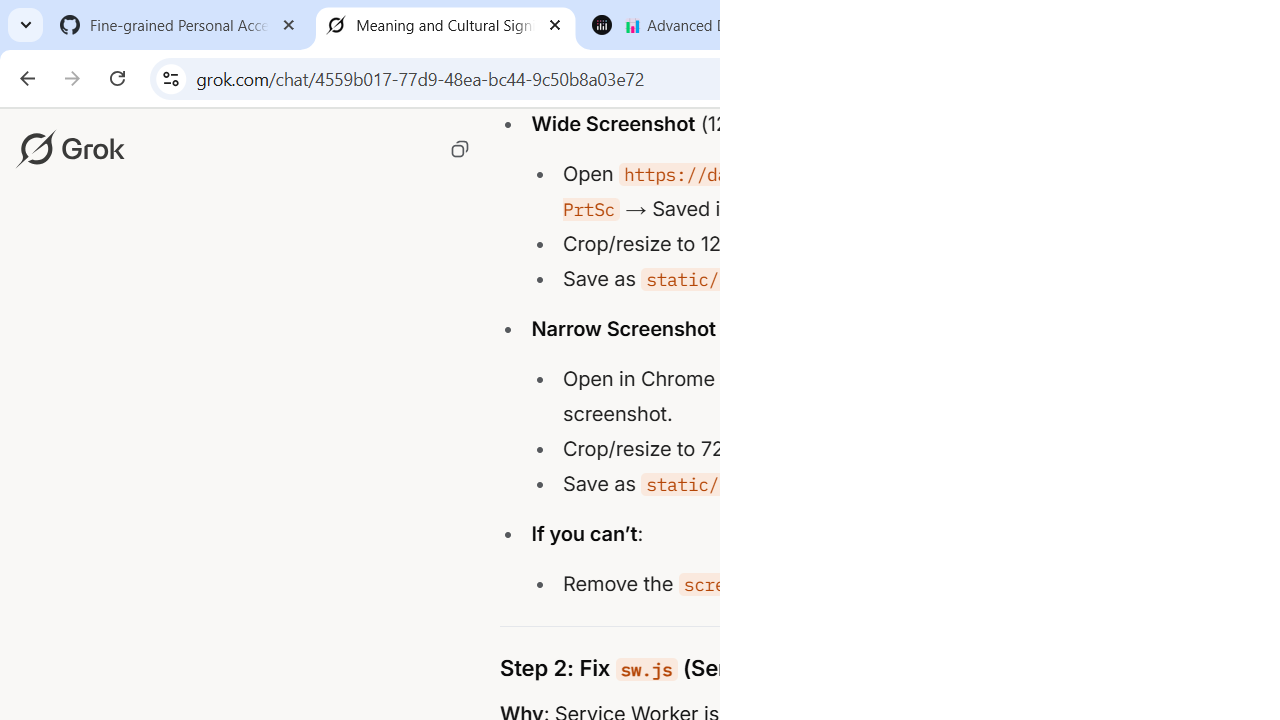 Fine-grained Personal Acce
Meaning and Cultural Sign
Advanced D
grok.com/chat/4559b017-77d9-48ea-bc44-9c50b8a03e72
Grok
• Wide Screenshot (12
• Open https://da
PrtSc → Saved i
• Crop/resize to 12
• Save as static/
• Narrow Screenshot
• Open in Chrome
screenshot.
• Crop/resize to 72
• Save as static/
• If you can’t:
• Remove the scre
Step 2: Fix sw.js (Ser
Why: Service Worker is